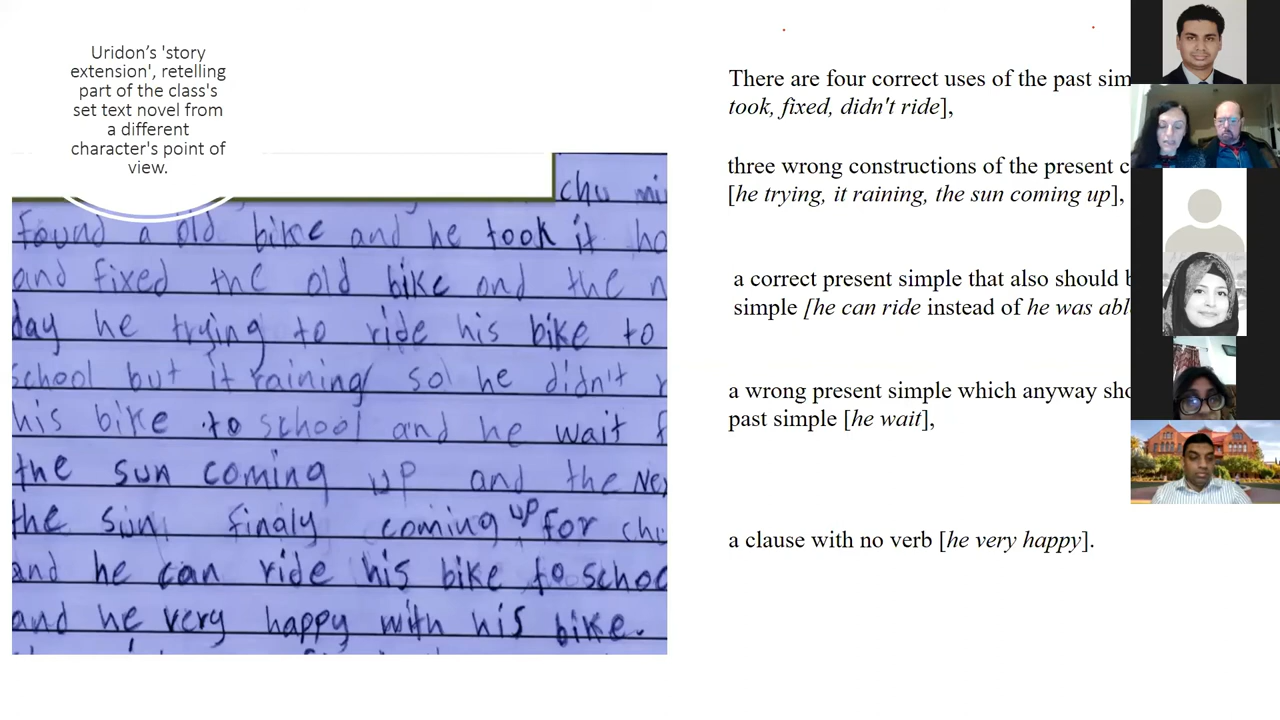 Uridon’s 'story
extension', retelling
part of the class's
set text novel from
a different
character's point of
view.
chu mi
Found a old bike and he took it ho
and fixed the old bike and the n
day he trying to ride his bike to
school but it raining so he didn't r
his bike to school and he wait f
the sun coming up and the Nex
the sun finaly coming up for chu
and he can ride his bike to schoo
and he very happy with his bike.
There are four correct uses of the past sim
took, fixed, didn't ride],
three wrong constructions of the present c
[he trying, it raining, the sun coming up],
a correct present simple that also should b
simple [he can ride instead of he was abl
a wrong present simple which anyway sho
past simple [he wait],
a clause with no verb [he very happy].